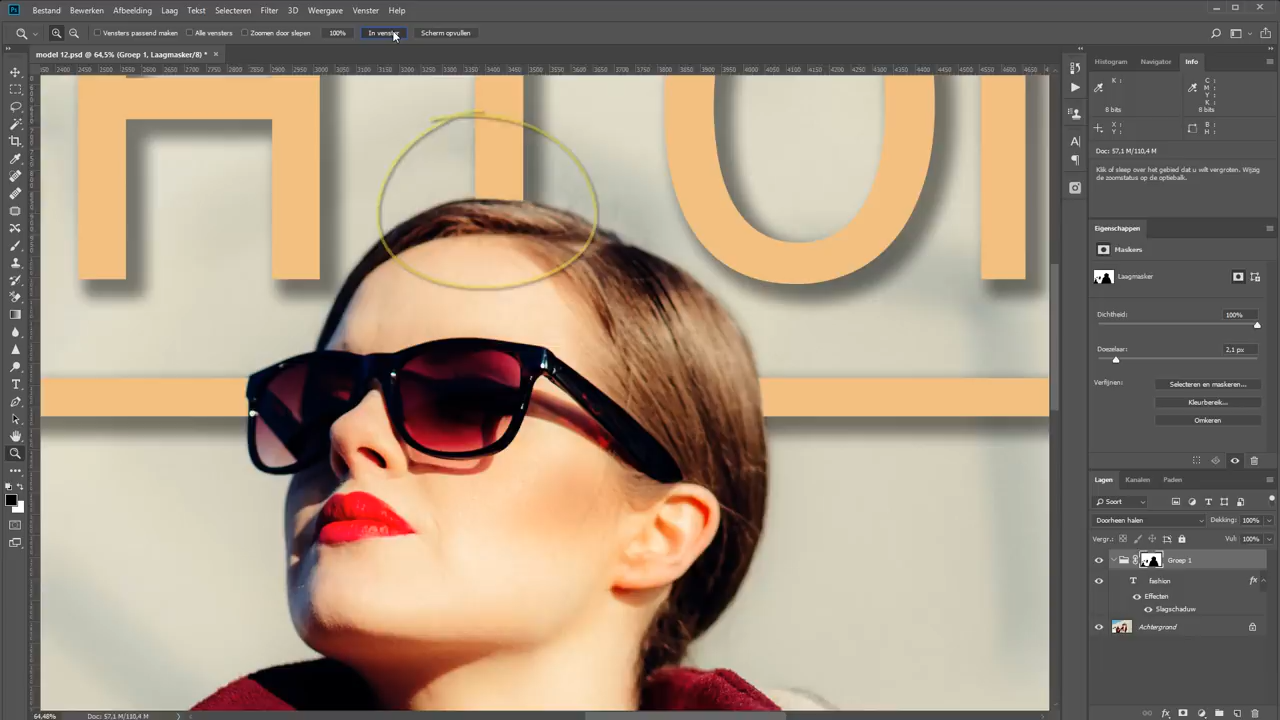 Bestand Bewerken Afbeelding Laag Tekst Selecteren Filter 3D Weergave Venster Help
Vensters passend maken Alle vensters Zoomen door slepen 100% In venster Scherm opvullen
model 12.psd @ 64,5% (Groep 1, Laagmasker/8) *
Histogram Navigator Info
K :
C :
M :
Y :
K :
8 bits 8 bits
X :
Y :
B :
H :
Doc: 57,1 M/110,4 M
Klik of sleep over het gebied dat u wilt vergroten. Wijzig
de zoomstatus op de optiebalk.
Eigenschappen
Maskers
Laagmasker
Dichtheid: 100%
Doezelaar: 2,1 px
Verfijnen: Selecteren en maskeren...
Kleurbereik...
Omkeren
Lagen Kanalen Paden
Soort
Doorheen halen Dekking: 100%
Vergr.: Vul: 100%
Groep 1
T fashion fx
Effecten
Slagschaduw
Achtergrond
64,48% Doc: 57,1 M/110,4 M